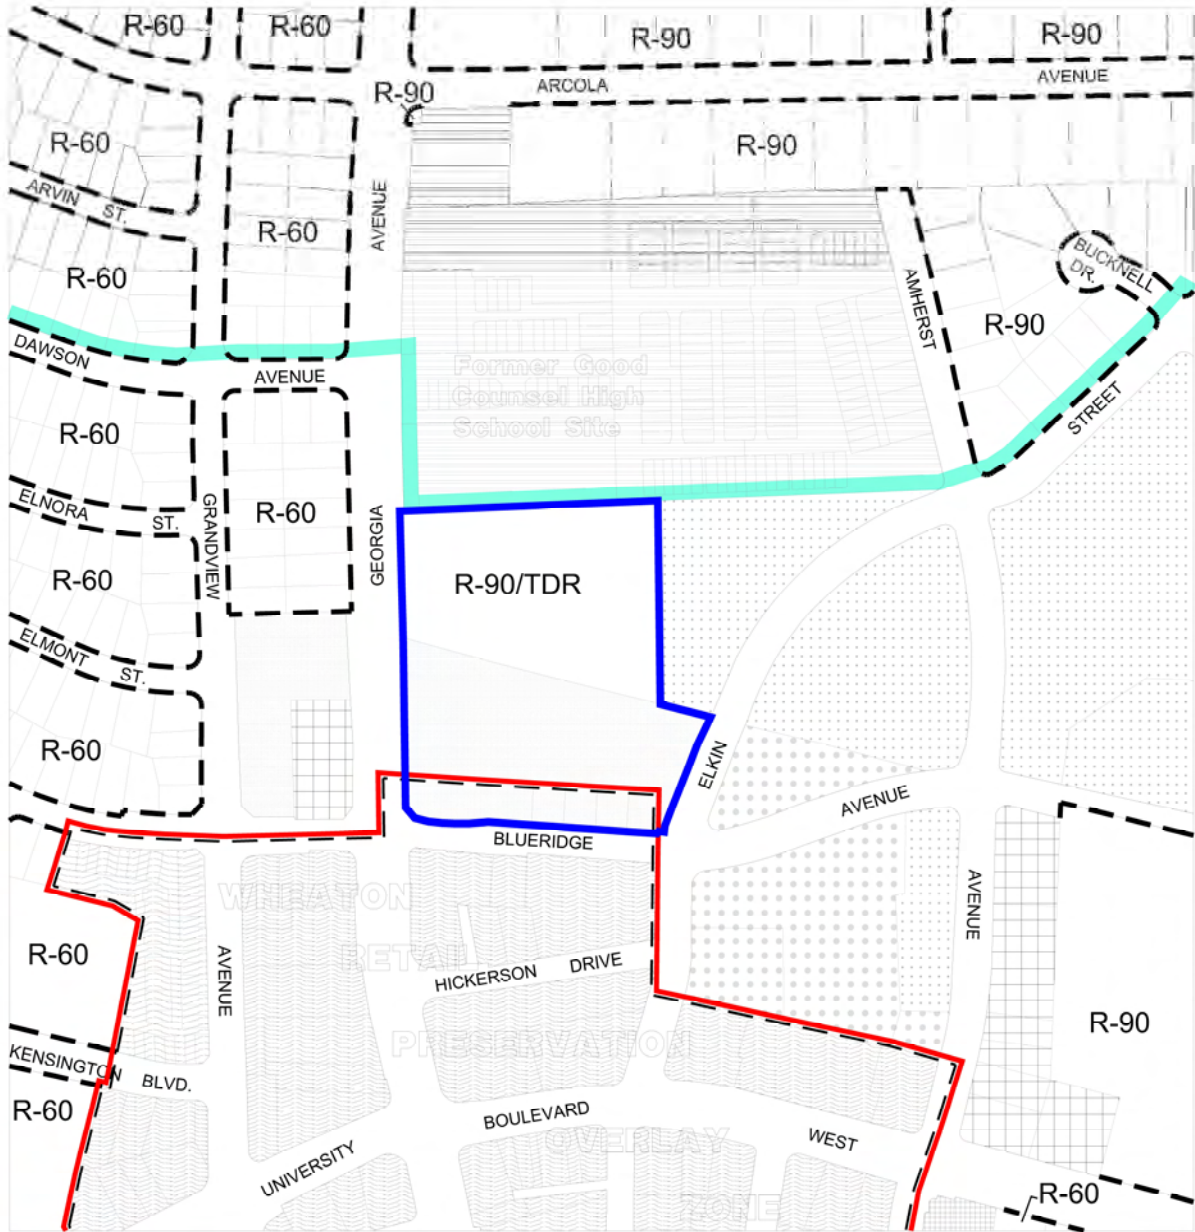 R-60
R-60
R-90
R-90
ARCOLA
AVENUE
R-90
R-60
R-90
ARVIN ST.
AVENUE
R-60
R-60
BUCKNELL
DR.
AMHERST
R-90
DAWSON
AVENUE
Former Good
Counsel High
School Site
STREET
R-60
ELNORA ST.
GRANDVIEW
R-60
GEORGIA
R-90/TDR
R-60
ELMONT ST.
R-60
ELKIN
AVENUE
BLUERIDGE
WHEATON
RETAIL
AVENUE
AVENUE
R-60
HICKERSON DRIVE
PRESERVATION
R-90
KENSINGTON BLVD.
R-60
BOULEVARD
OVERLAY
WEST
UNIVERSITY
R-60
ZONE